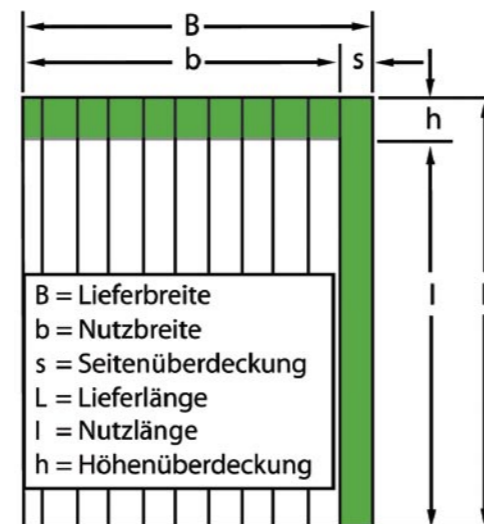 B
b
s
h
l
B = Lieferbreite
b = Nutzbreite
s = Seitenüberdeckung
L = Lieferlänge
l = Nutzlänge
h = Höhenüberdeckung